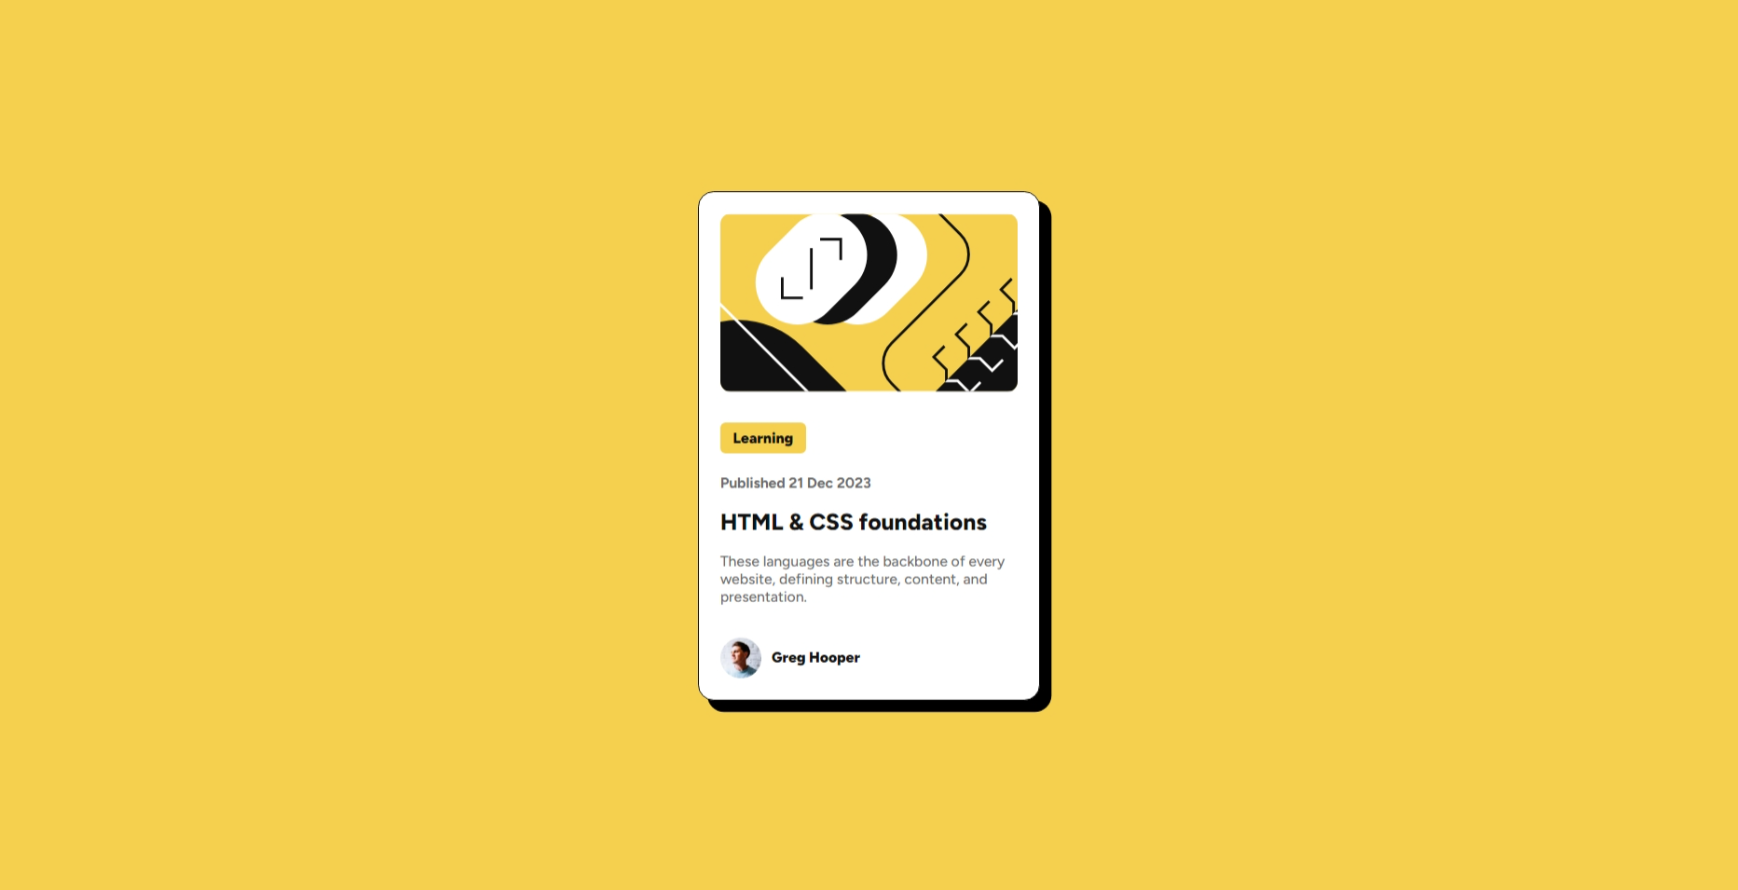 Learning
Published 21 Dec 2023
HTML & CSS foundations
These languages are the backbone of every
website, defining structure, content, and
presentation.
Greg Hooper